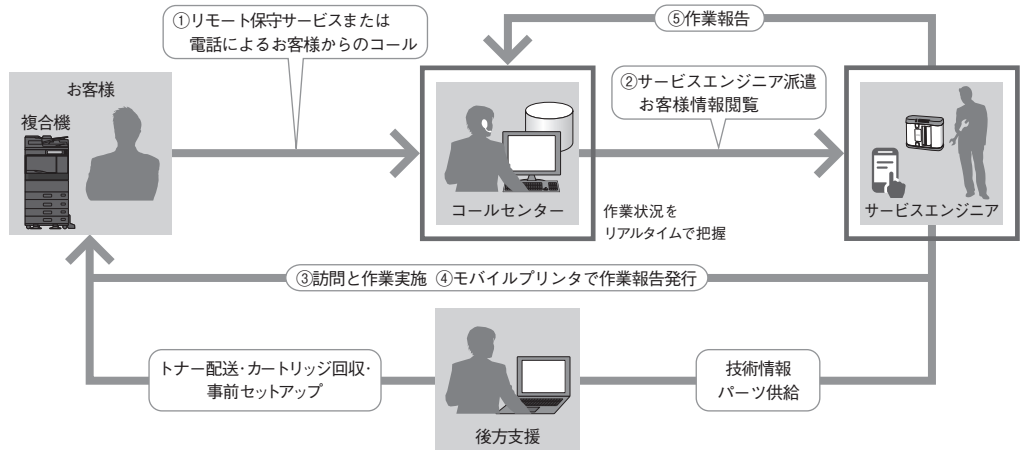 ①リモート保守サービスまたは
電話によるお客様からのコール
⑤作業報告
お客様
複合機
②サービスエンジニア派遣
お客様情報閲覧
コールセンター
作業状況を
リアルタイムで把握
サービスエンジニア
③訪問と作業実施 ④モバイルプリンタで作業報告発行
トナー配送・カートリッジ回収・
事前セットアップ
技術情報
パーツ供給
後方支援